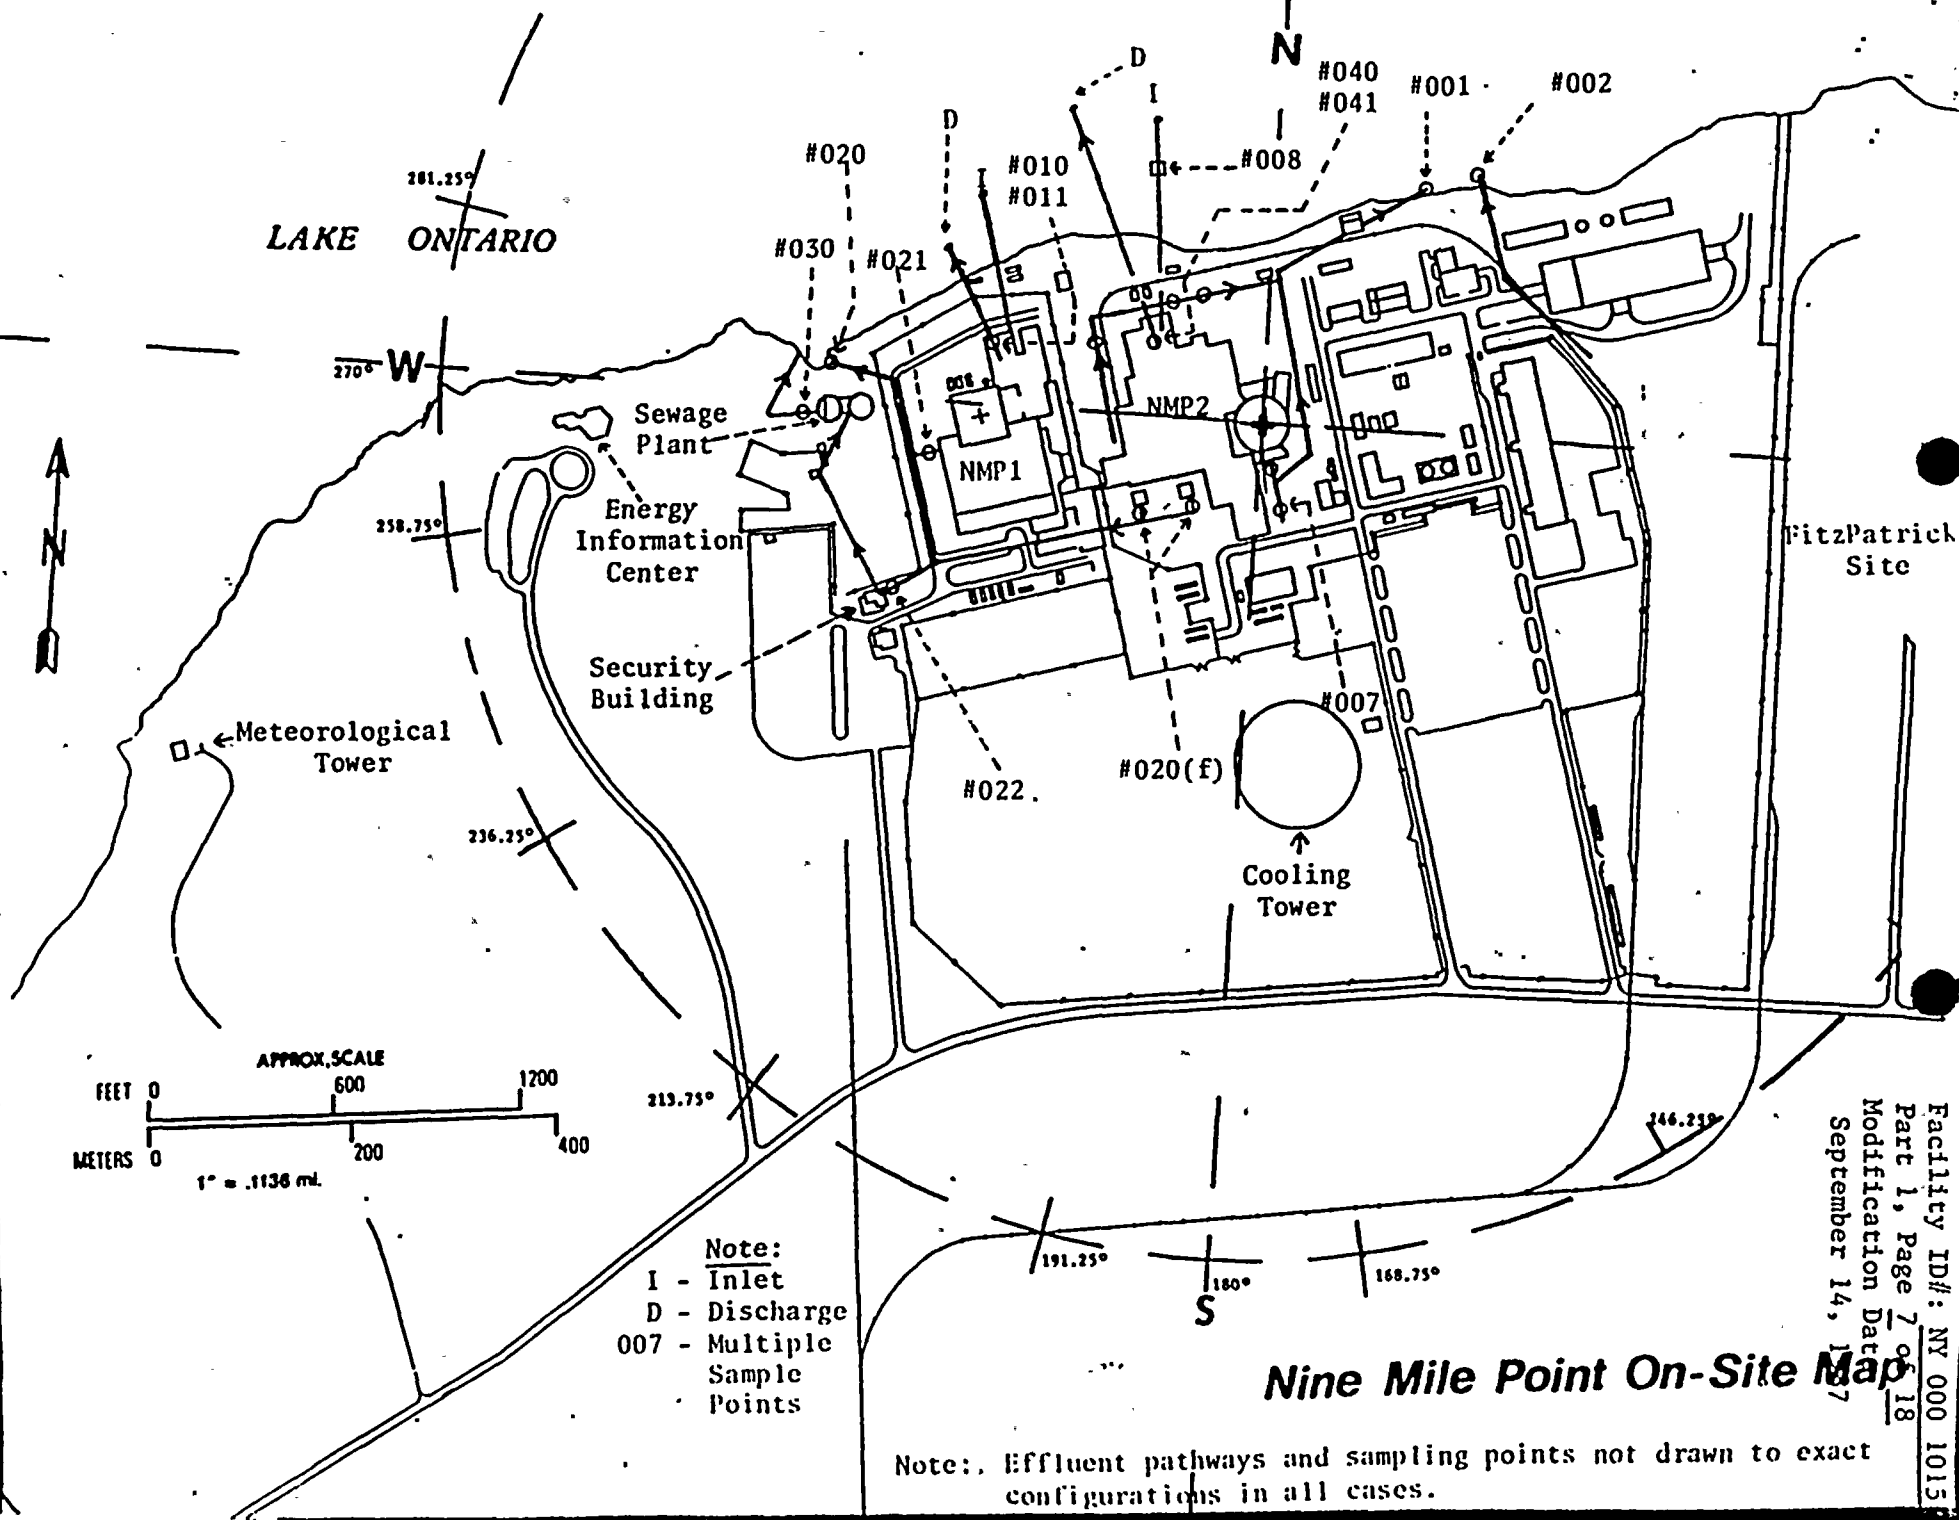 N
D
I
#040
#041
#001
#002
D
#020
I
#010
#011
#008
281.25°
LAKE ONTARIO
#030
#021
270° W
Sewage
Plant
NMP2
NMP1
N
258.75°
Energy
Information
Center
FitzPatrick
Site
Security
Building
#007
Meteorological
Tower
#022
#020(f)
236.25°
Cooling
Tower
APPROX. SCALE
FEET 0 600 1200
METERS 0 200 400
1" = .1136 mi.
213.75°
191.25°
180°
S
168.75°
Note:
I - Inlet
D - Discharge
007 - Multiple
Sample
Points
Nine Mile Point On-Site Map
Note: Effluent pathways and sampling points not drawn to exact
configurations in all cases.
Facility ID#: NY 000 1015
Part 1, Page 7 of 18
Modification Date
September 14,